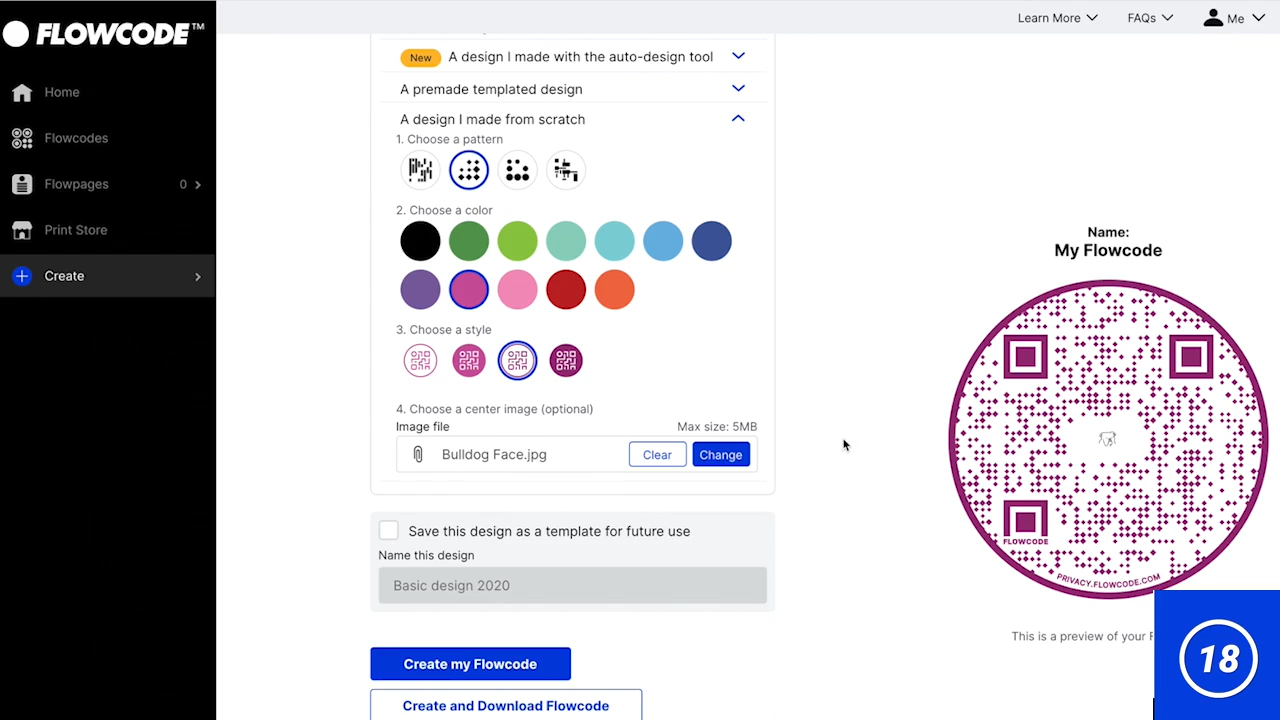 FLOWCODE™
Learn More
FAQs
Me
Home
Flowcodes
Flowpages 0
Print Store
Create
New A design I made with the auto-design tool
A premade templated design
A design I made from scratch
1. Choose a pattern
2. Choose a color
3. Choose a style
4. Choose a center image (optional)
Image file Max size: 5MB
Bulldog Face.jpg Clear Change
Save this design as a template for future use
Name this design
Basic design 2020
Create my Flowcode
Create and Download Flowcode
Name:
My Flowcode
FLOWCODE
PRIVACY.FLOWCODE.COM
This is a preview of your
18